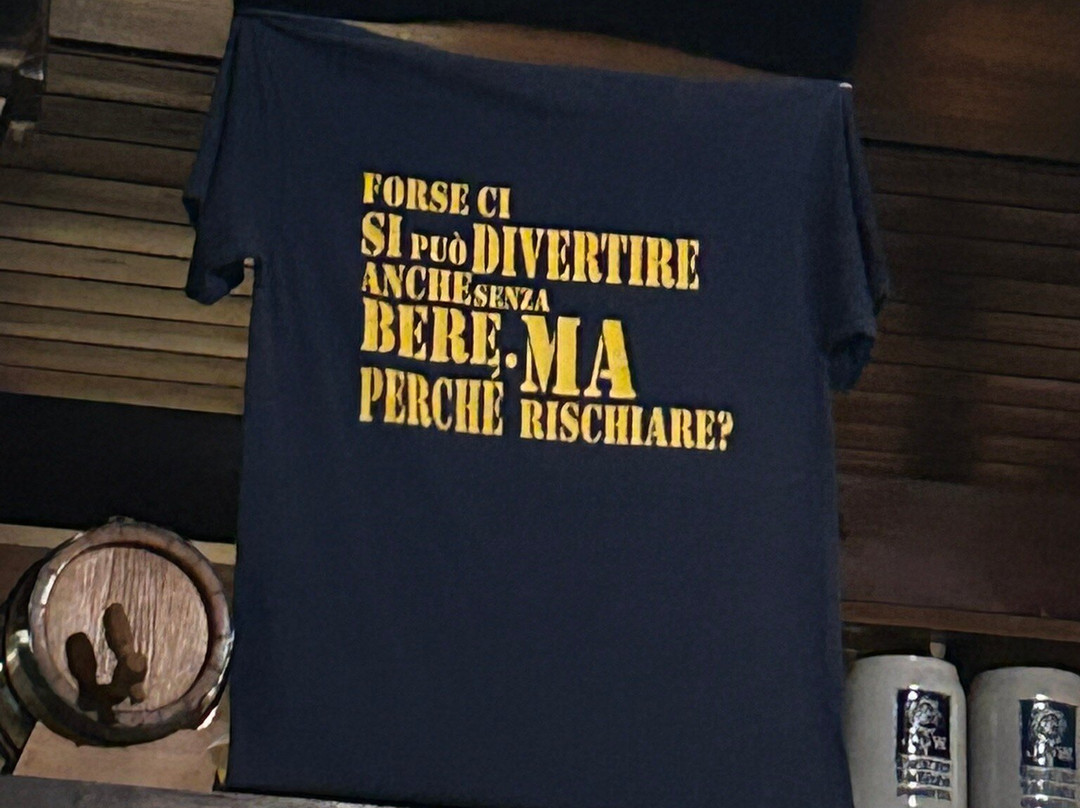 FORSE CI
SI PUÒ DIVERTIRE
ANCHE SENZA
BERE. MA
PERCHÉ RISCHIARE?